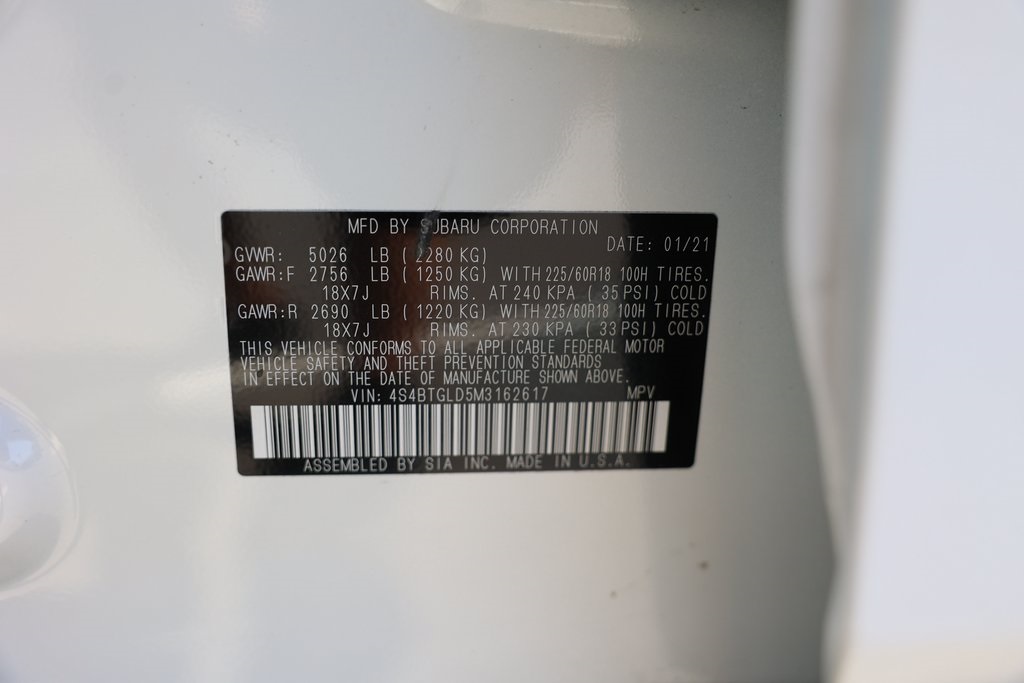 MFD BY SUBARU CORPORATION
DATE: 01/21
GVWR: 5026 LB ( 2280 KG)
GAWR:F 2756 LB ( 1250 KG) WITH 225/60R18 100H TIRES.
18X7J RIMS. AT 240 KPA ( 35 PSI ) COLD
GAWR:R 2690 LB ( 1220 KG) WITH 225/60R18 100H TIRES.
18X7J RIMS. AT 230 KPA ( 33 PSI ) COLD
THIS VEHICLE CONFORMS TO ALL APPLICABLE FEDERAL MOTOR
VEHICLE SAFETY AND THEFT PREVENTION STANDARDS
IN EFFECT ON THE DATE OF MANUFACTURE SHOWN ABOVE.
VIN: 4S4BTGLD5M3162617 MPV
ASSEMBLED BY SIA INC. MADE IN U.S.A.